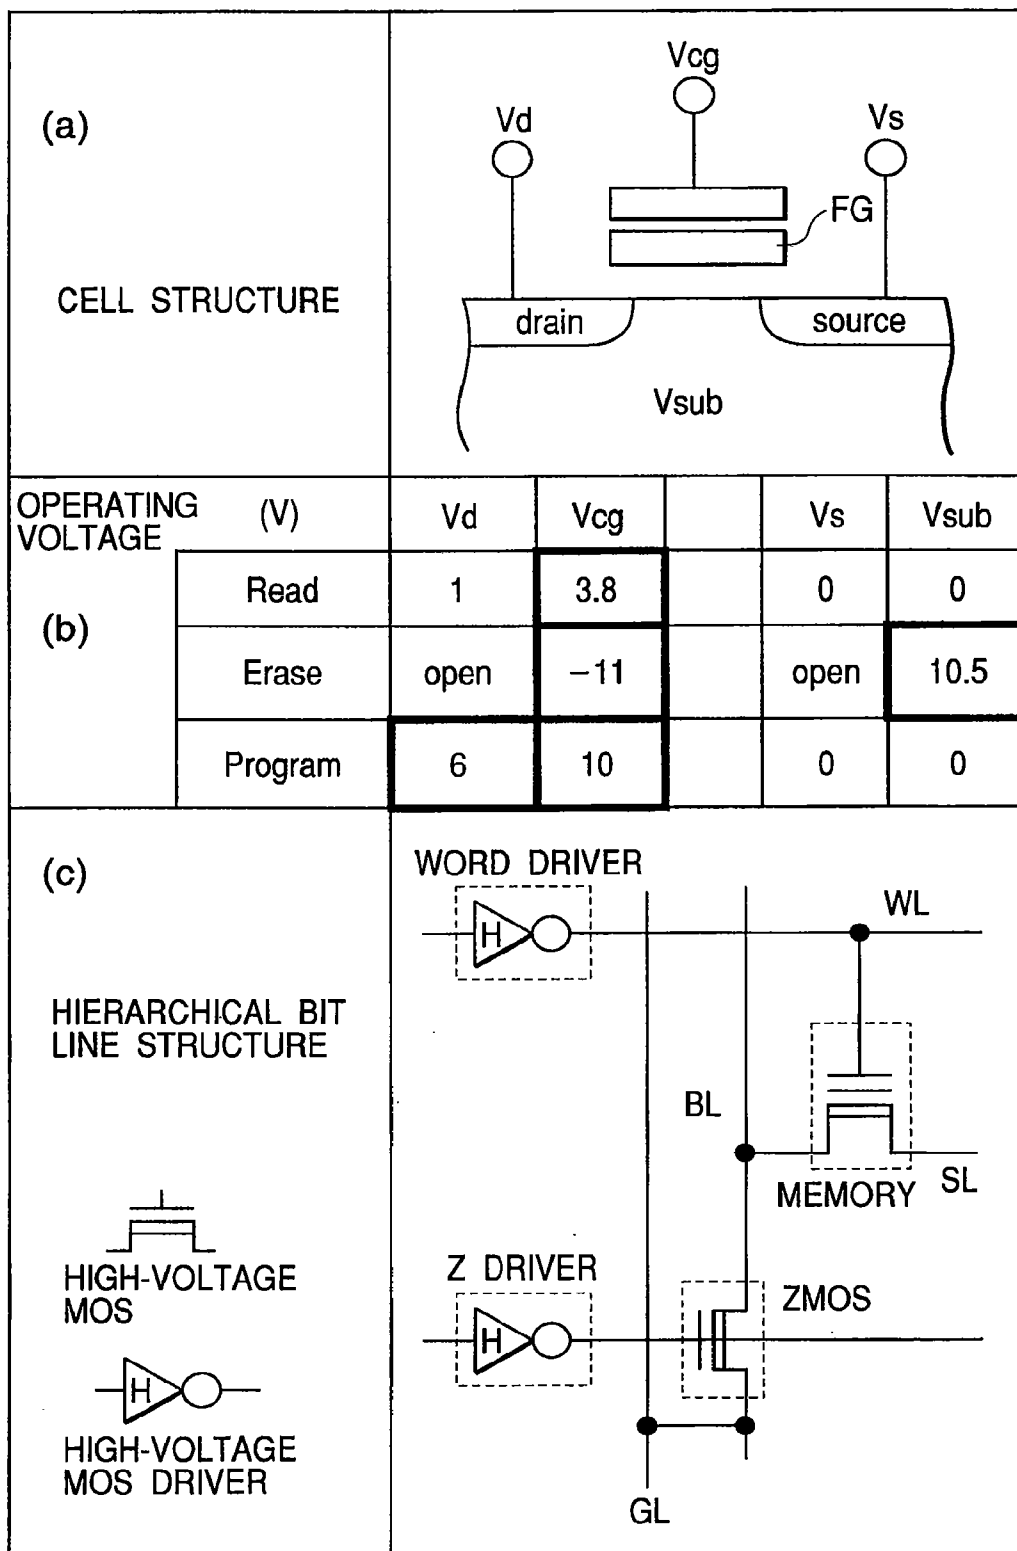 (a)
CELL STRUCTURE
Vcg
Vd
Vs
FG
drain
source
Vsub
OPERATING
VOLTAGE
(V) Vd Vcg Vs Vsub
(b)
Read 1 3.8 0 0
Erase open −11 open 10.5
Program 6 10 0 0
(c)
HIERARCHICAL BIT
LINE STRUCTURE
HIGH-VOLTAGE
MOS
H
HIGH-VOLTAGE
MOS DRIVER
WORD DRIVER
H
WL
BL
MEMORY
SL
Z DRIVER
H
ZMOS
GL